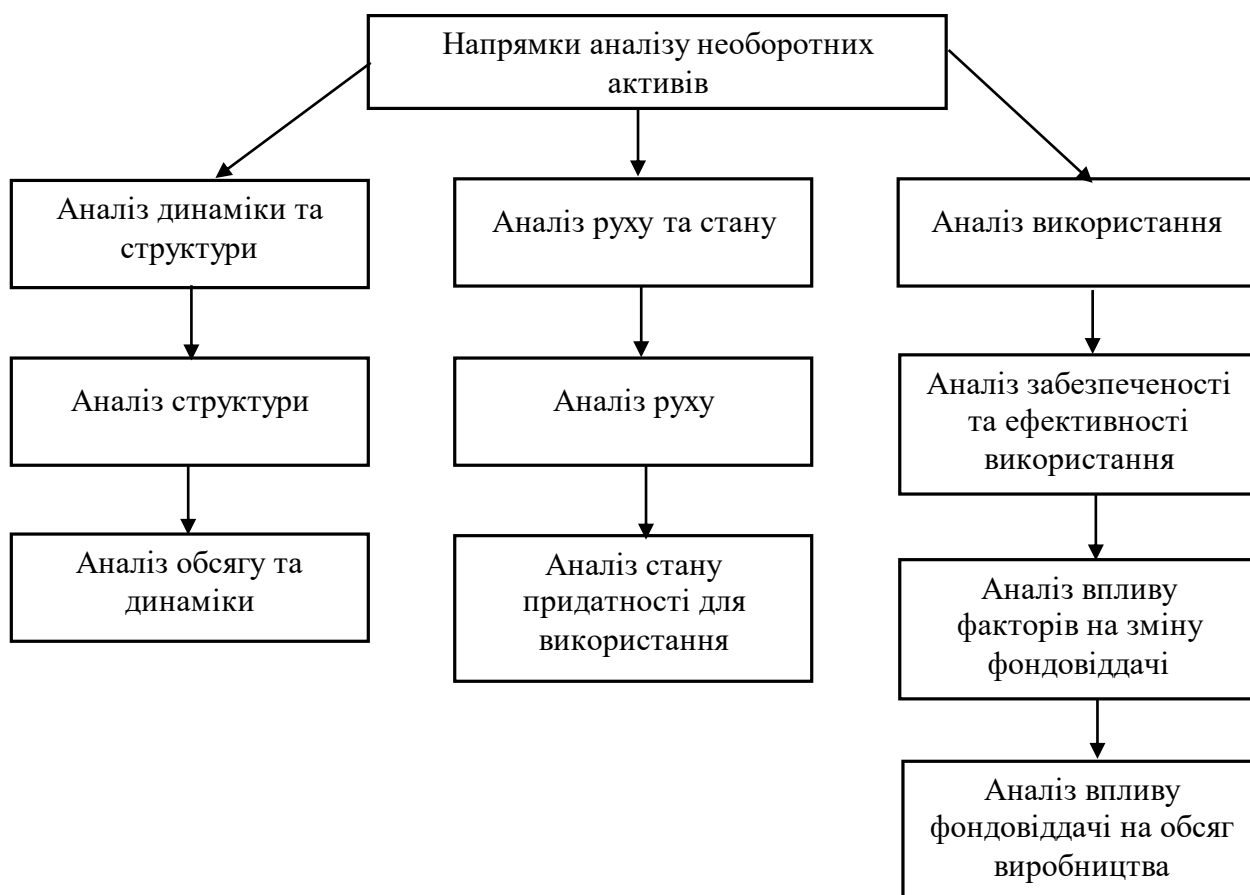 Напрямки аналізу необоротних
активів
Аналіз динаміки та
структури
Аналіз руху та стану
Аналіз використання
Аналіз структури
Аналіз руху
Аналіз забезпеченості
та ефективності
використання
Аналіз обсягу та
динаміки
Аналіз стану
придатності для
використання
Аналіз впливу
факторів на зміну
фондовіддачі
Аналіз впливу
фондовіддачі на обсяг
виробництва